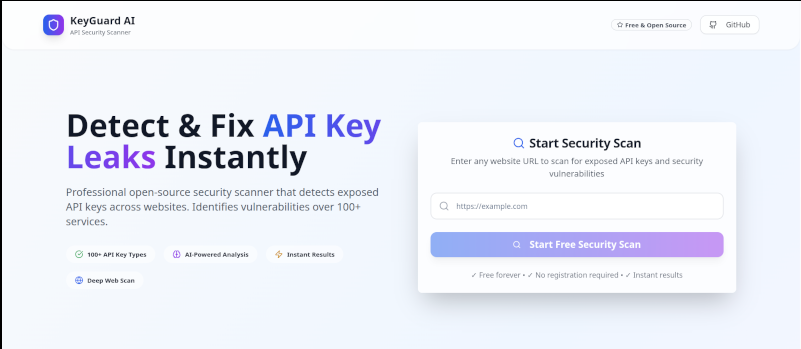 KeyGuard AI
API Security Scanner
Free & Open Source
GitHub
Detect & Fix API Key
Leaks Instantly
Professional open-source security scanner that detects exposed
API keys across websites. Identifies vulnerabilities over 100+
services.
100+ API Key Types
AI-Powered Analysis
Instant Results
Deep Web Scan
Start Security Scan
Enter any website URL to scan for exposed API keys and security
vulnerabilities
https://example.com
Start Free Security Scan
✓ Free forever • ✓ No registration required • ✓ Instant results